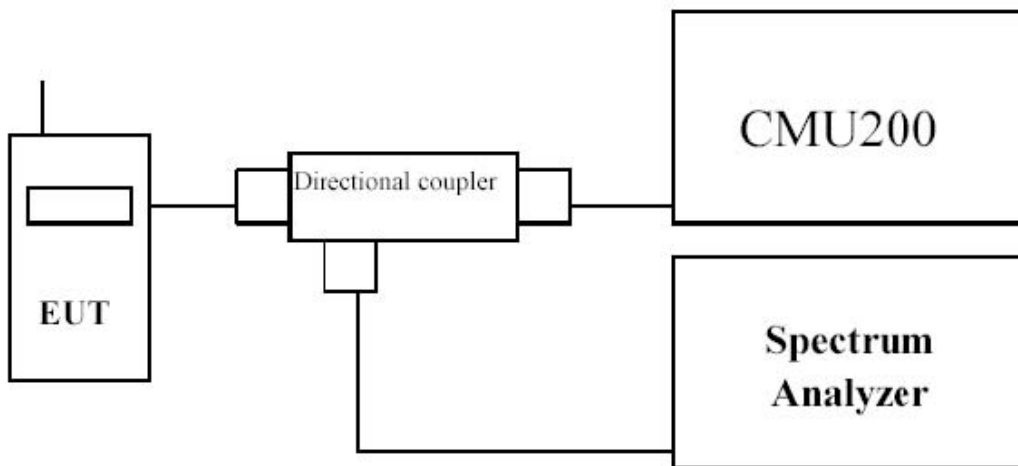 CMU200
Directional coupler
EUT
Spectrum
Analyzer